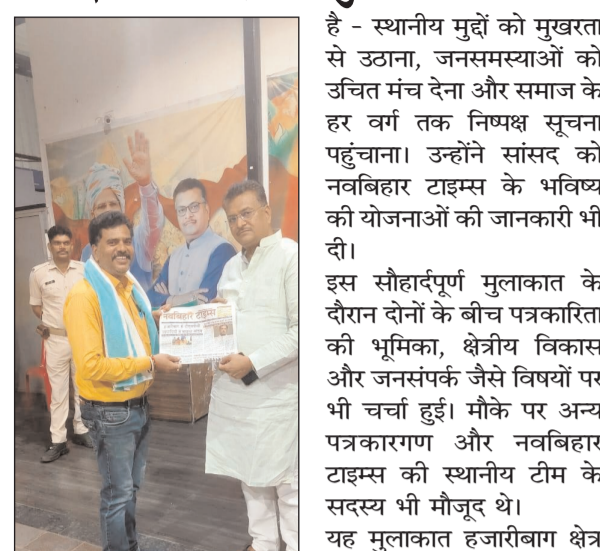 है - स्थानीय मुद्दों को मुखरता
से उठाना, जनसमस्याओं को
उचित मंच देना और समाज के
हर वर्ग तक निष्पक्ष सूचना
पहुंचाना। उन्होंने सांसद को
नवबिहार टाइम्स के भविष्य
की योजनाओं की जानकारी भी
दी।
इस सौहार्दपूर्ण मुलाकात के
दौरान दोनों के बीच पत्रकारिता
की भूमिका, क्षेत्रीय विकास
और जनसंपर्क जैसे विषयों पर
भी चर्चा हुई। मौके पर अन्य
पत्रकारगण और नवबिहार
टाइम्स की स्थानीय टीम के
सदस्य भी मौजूद थे।
यह मुलाकात हजारीबाग क्षेत्र
नवबिहार टाइम्स